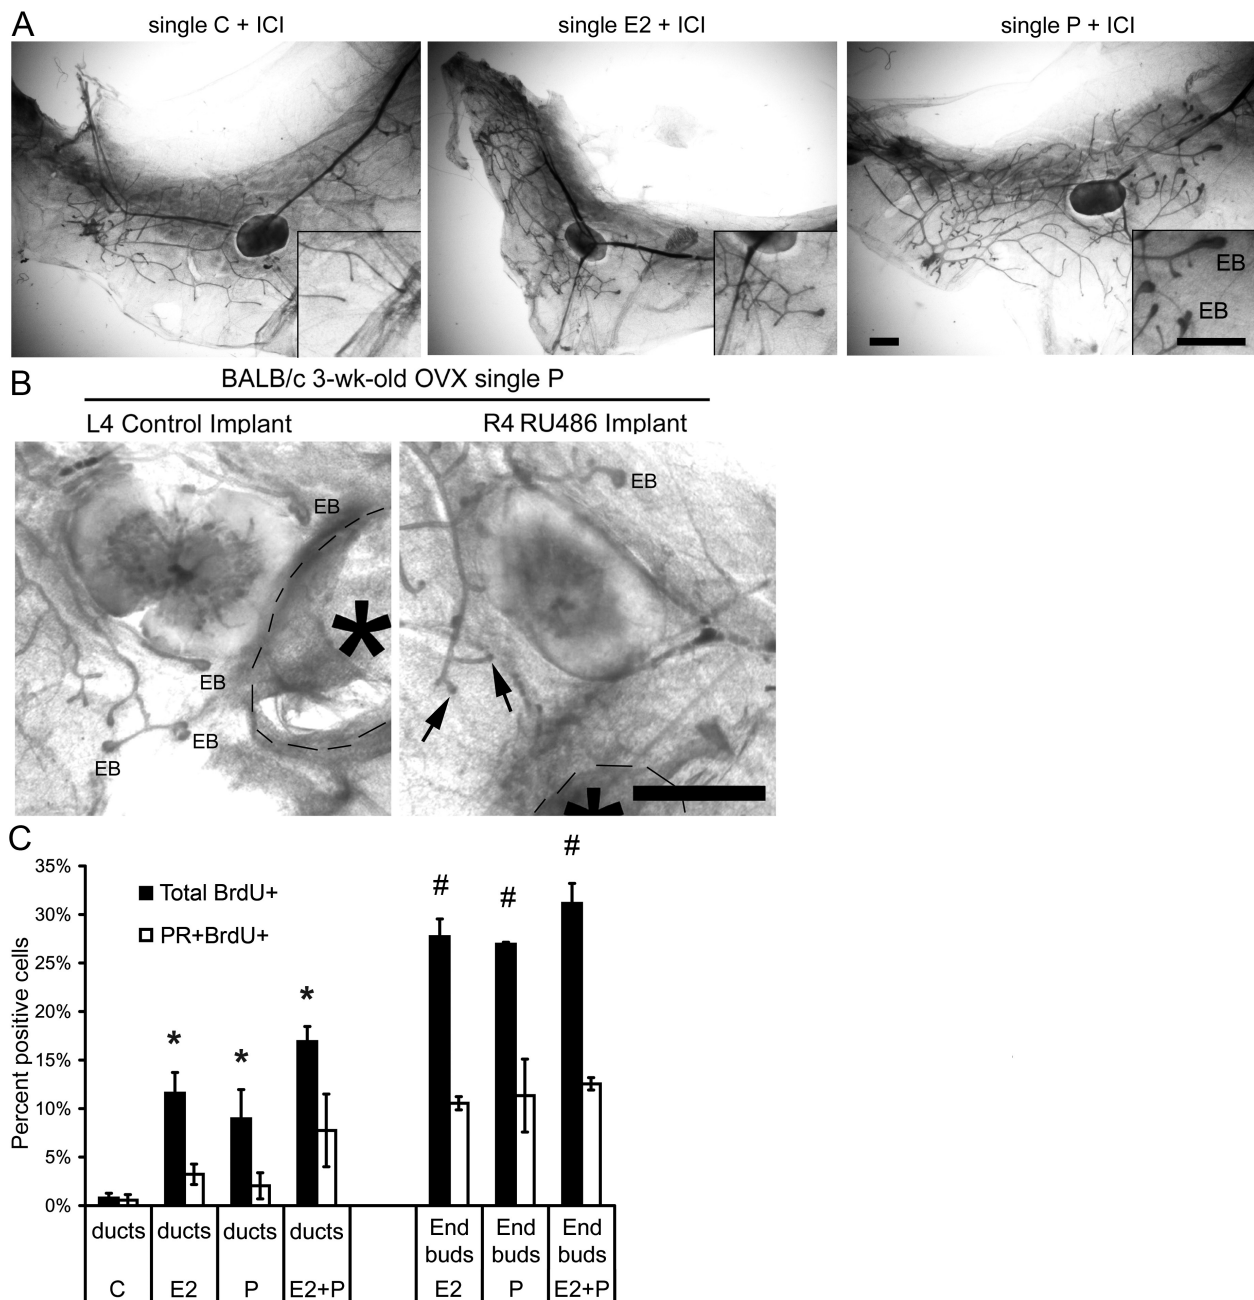 A
single C + ICI
single E2 + ICI
single P + ICI
EB
EB
B
BALB/c 3-wk-old OVX single P
L4 Control Implant
R4 RU486 Implant
EB
EB
EB
EB
EB
*
*
C
35%
30%
25%
20%
15%
10%
5%
0%
Percent positive cells
Total BrdU+
PR+BrdU+
*
*
*
#
#
#
ducts
ducts
ducts
ducts
End
buds
End
buds
End
buds
C
E2
P
E2+P
E2
P
E2+P